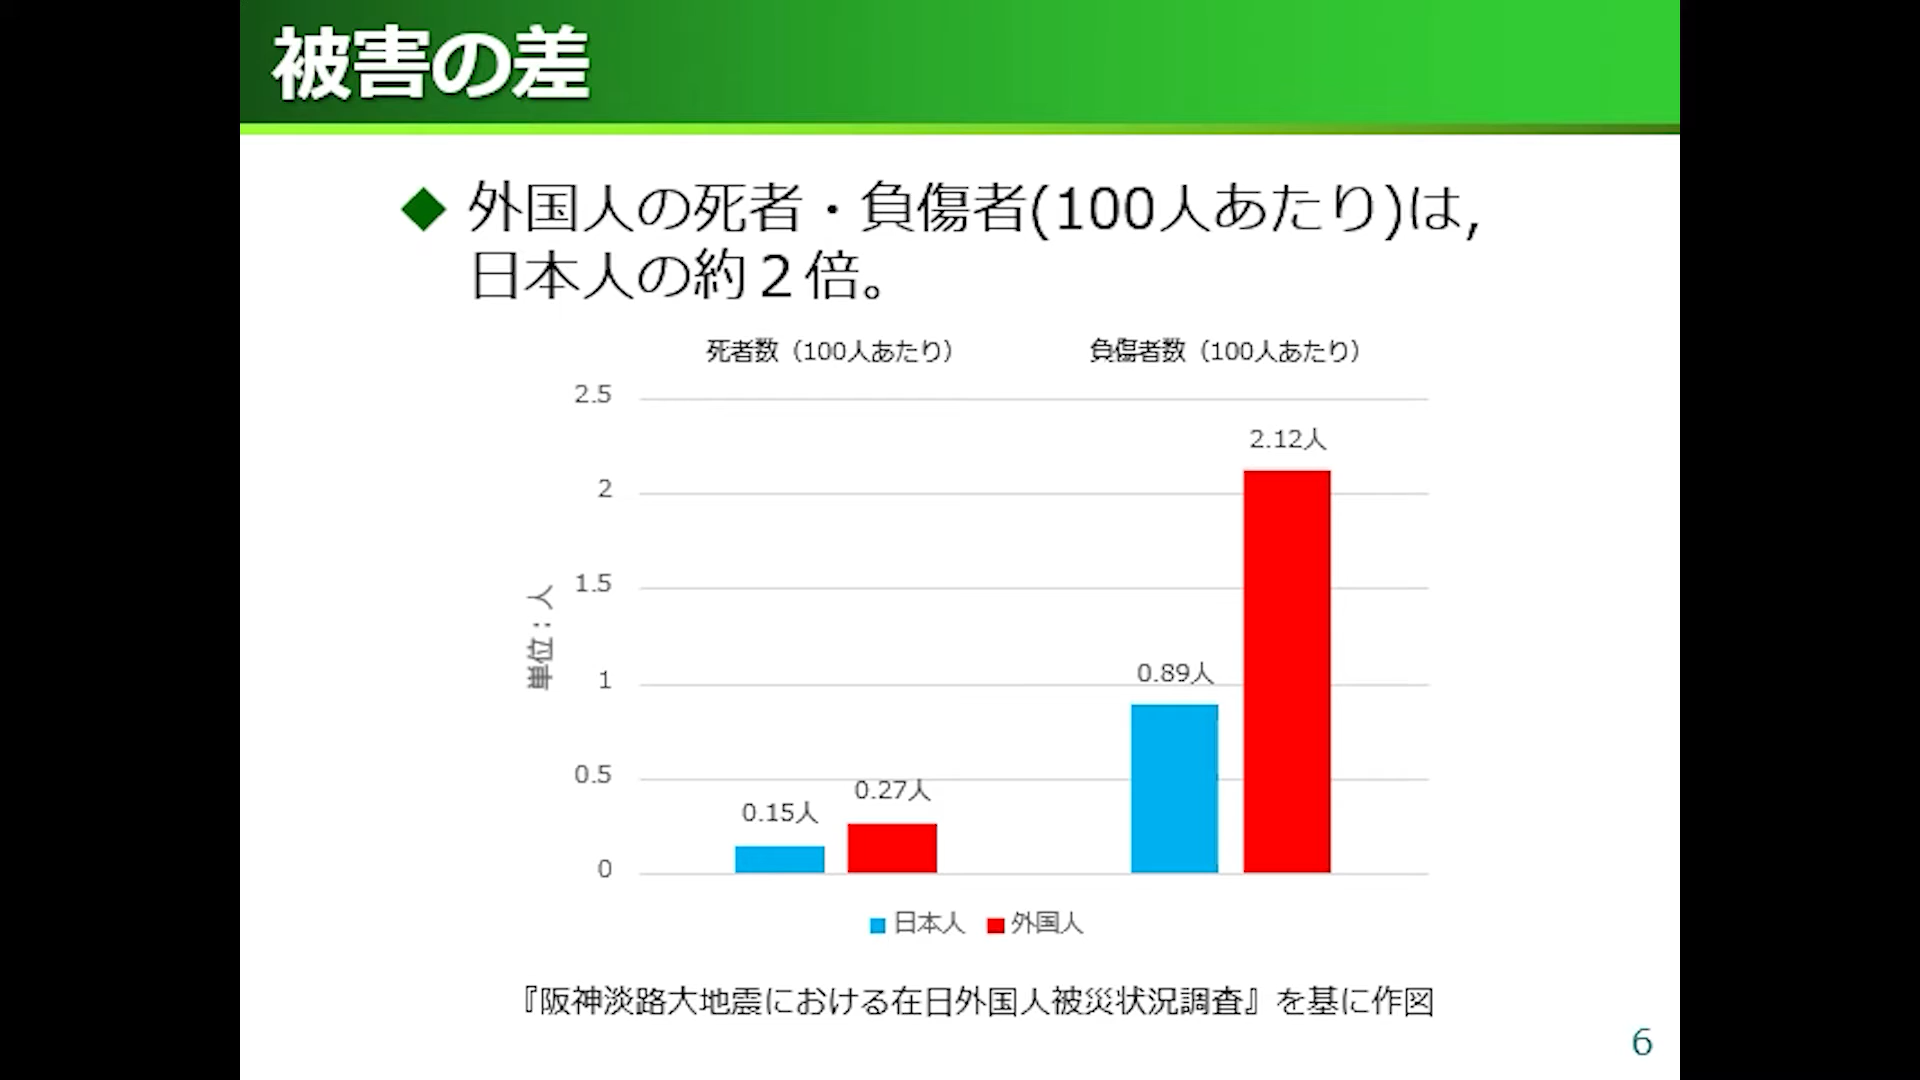 被害の差
◆ 外国人の死者・負傷者(100人あたり)は,
日本人の約２倍。
死者数（100人あたり）
負傷者数（100人あたり）
2.5
2
1.5
1
0.5
0
単位：人
0.15人
0.27人
0.89人
2.12人
日本人 外国人
『阪神淡路大地震における在日外国人被災状況調査』を基に作図
6